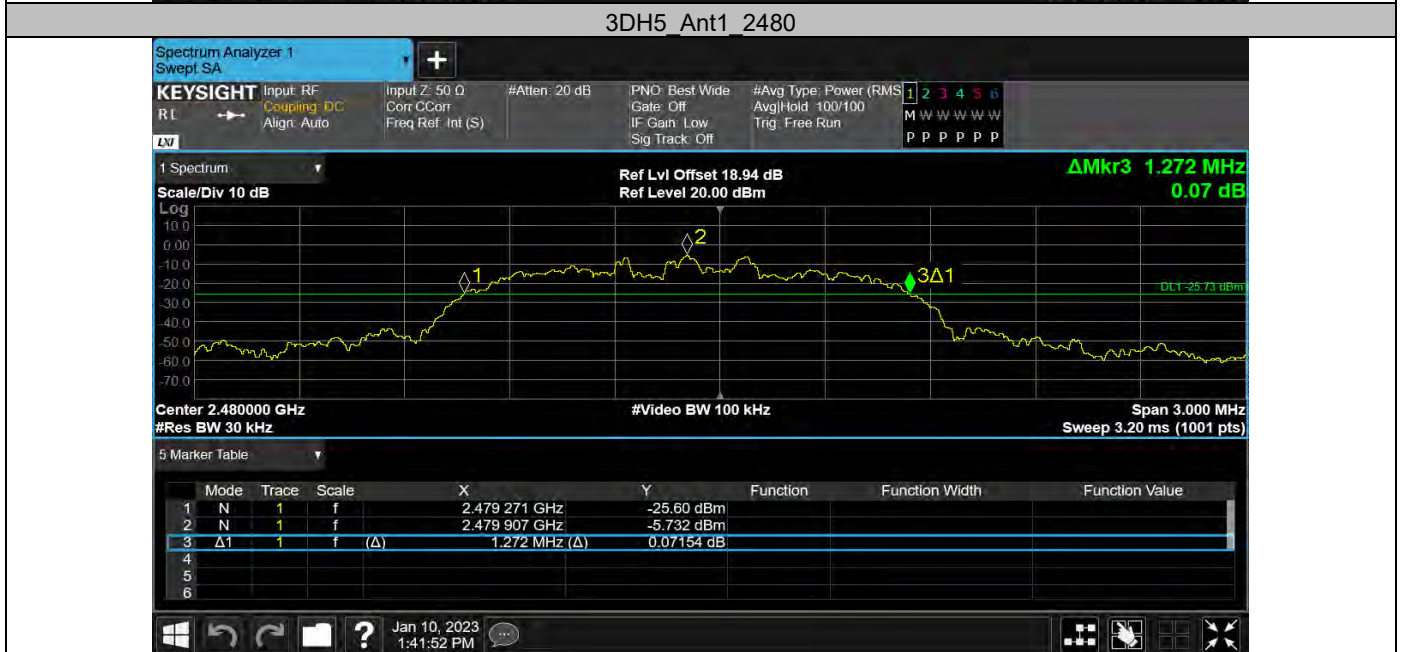 3DH5_Ant1_2480
Spectrum Analyzer 1
Swept SA
+
KEYSIGHT Input: RF Input Z: 50 Ω #Atten: 20 dB PNO: Best Wide #Avg Type: Power (RMS 1 2 3 4 5 6
RL Coupling: DC Corr CCorr Gate: Off Avg|Hold: 100/100 M W W W W W
Align: Auto Freq Ref: Int (S) IF Gain: Low Trig: Free Run
LXI Sig Track: Off P P P P P P
1 Spectrum Ref Lvl Offset 18.94 dB ΔMkr3 1.272 MHz
Scale/Div 10 dB Ref Level 20.00 dBm 0.07 dB
Log
10.0
0.00
-10.0
-20.0
-30.0
-40.0
-50.0
-60.0
-70.0
1
2
3Δ1
DL1 -25.73 dBm
Center 2.480000 GHz #Video BW 100 kHz Span 3.000 MHz
#Res BW 30 kHz Sweep 3.20 ms (1001 pts)
5 Marker Table
Mode Trace Scale X Y Function Function Width Function Value
1 N 1 f 2.479 271 GHz -25.60 dBm
2 N 1 f 2.479 907 GHz -5.732 dBm
3 Δ1 1 f (Δ) 1.272 MHz (Δ) 0.07154 dB
4
5
6
? Jan 10, 2023
1:41:52 PM